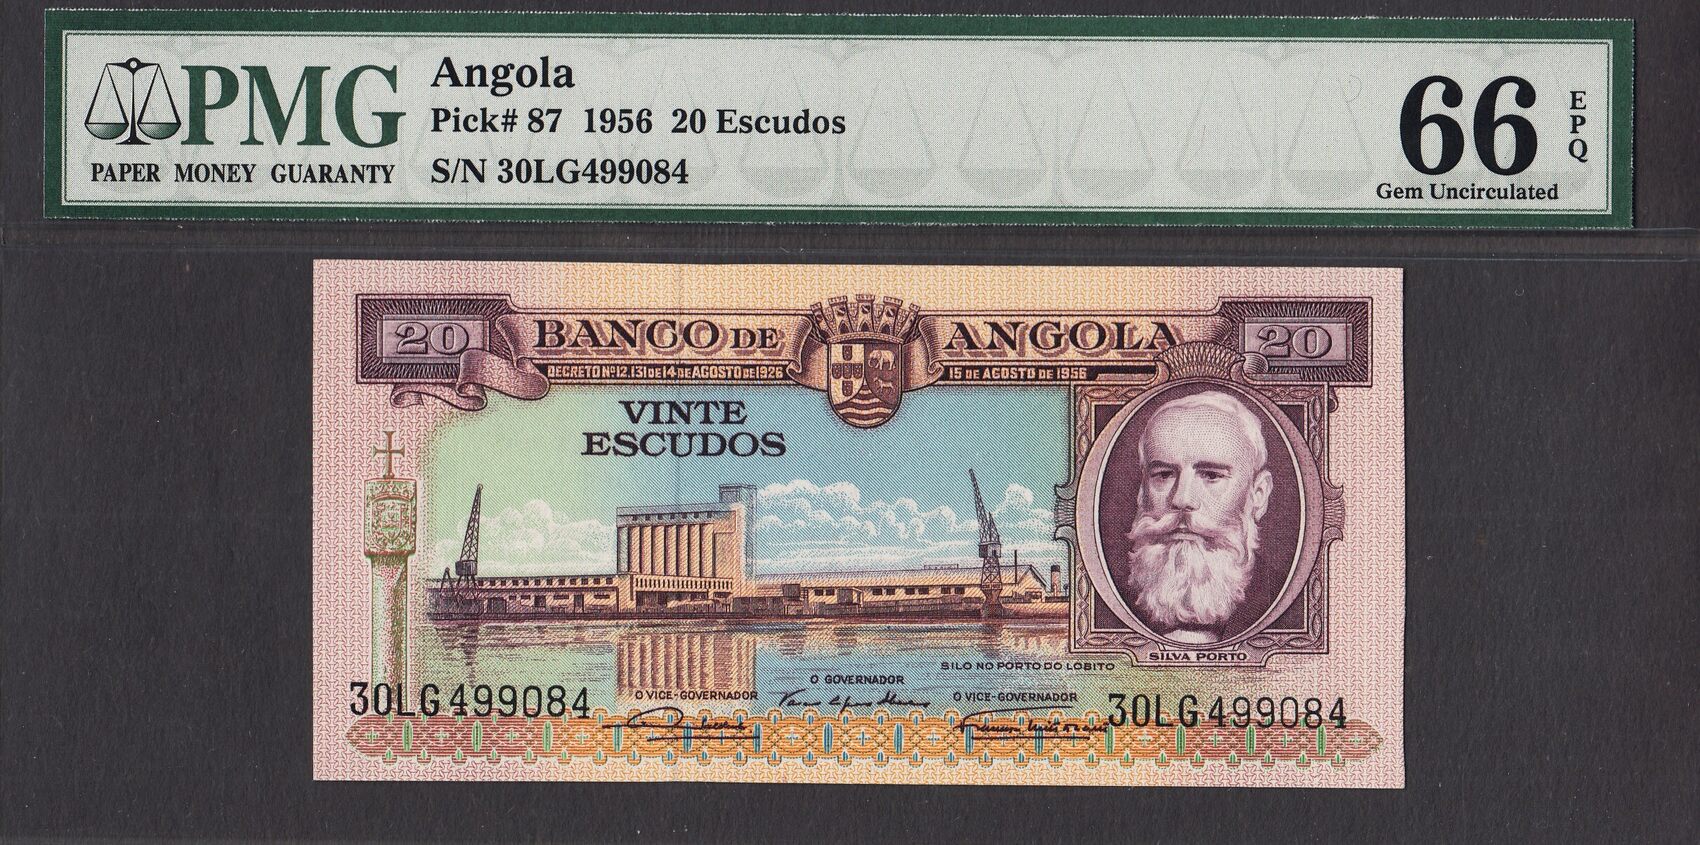 PMG
PAPER MONEY GUARANTY
Angola
Pick# 87 1956 20 Escudos
S/N 30LG499084
66
EPQ
Gem Uncirculated
20 BANCO DE ANGOLA 20
DECRETO Nº 12.131 DE 14 DE AGOSTO DE 1926 15 DE AGOSTO DE 1956
VINTE
ESCUDOS
SILVA PORTO
SILO NO PORTO DO LOBITO
O GOVERNADOR
O VICE-GOVERNADOR O VICE-GOVERNADOR
30LG499084 30LG499084